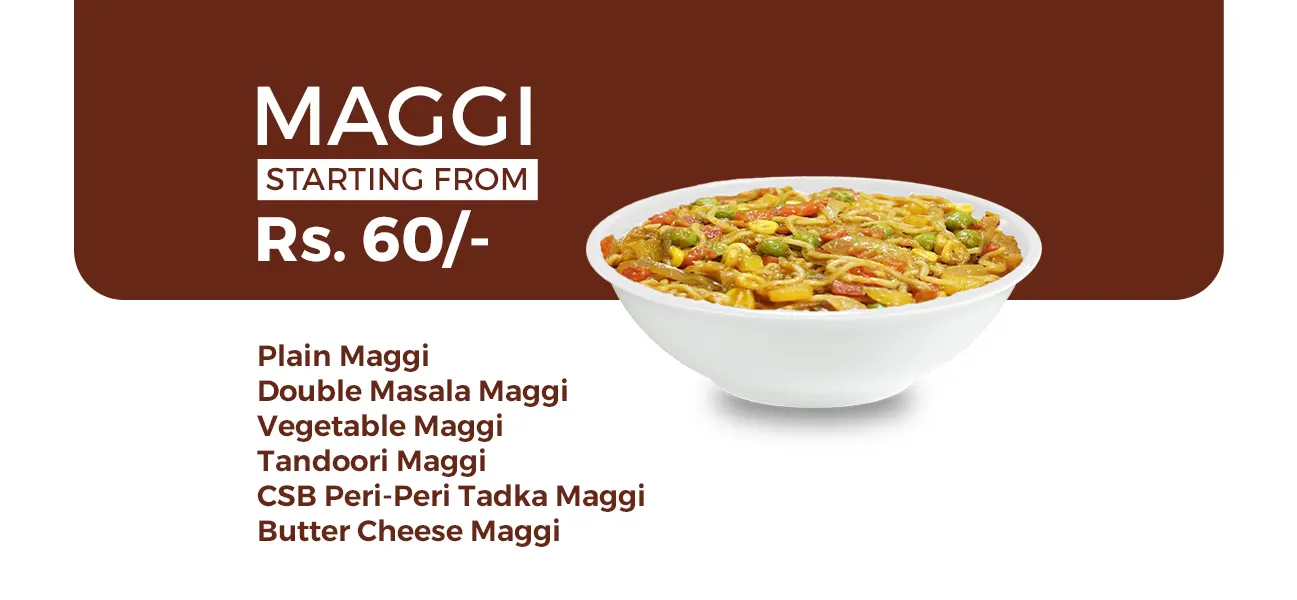 MAGGI
STARTING FROM
Rs. 60/-
Plain Maggi
Double Masala Maggi
Vegetable Maggi
Tandoori Maggi
CSB Peri-Peri Tadka Maggi
Butter Cheese Maggi